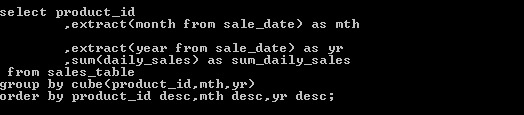 select product_id
,extract(month from sale_date) as mth
,extract(year from sale_date) as yr
,sum(daily_sales) as sum_daily_sales
from sales_table
group by cube(product_id,mth,yr)
order by product_id desc,mth desc,yr desc;